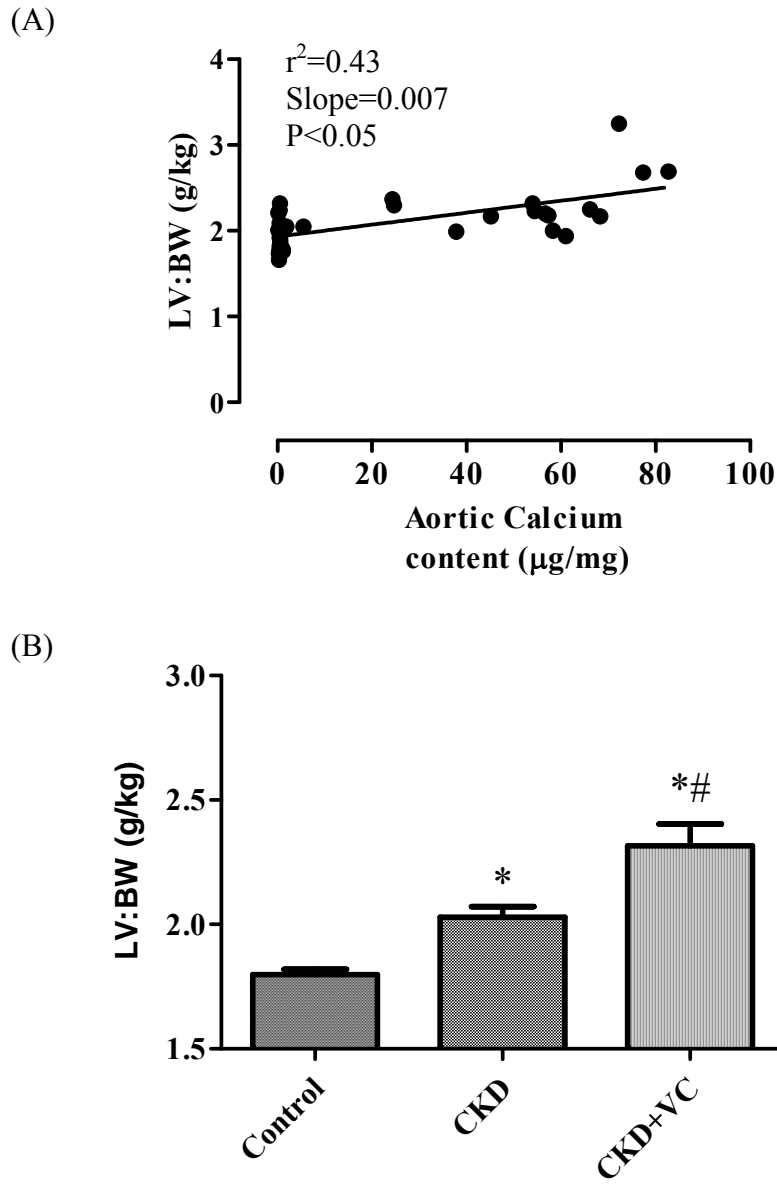 (A)
r²=0.43
Slope=0.007
P<0.05
4
3
2
1
0
LV:BW (g/kg)
0 20 40 60 80 100
Aortic Calcium
content (μg/mg)
(B)
3.0
2.5
2.0
1.5
LV:BW (g/kg)
*
*#
Control CKD CKD+VC